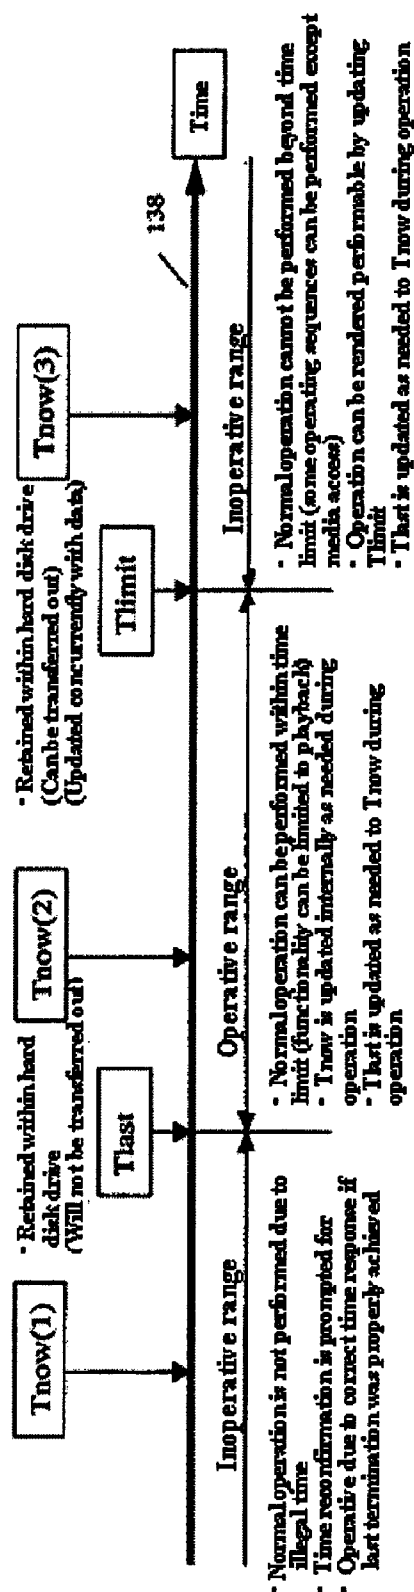 Tnow(1)
· Retained within hard
disk drive
(Will not be transferred out)
Tlast
Tnow(2)
· Retained within hard disk drive
(Can be transferred out)
(Updated concurrently with data)
Tlimit
Tnow(3)
138
Time
Inoperative range
Operative range
Inoperative range
· Normal operation is not performed due to
illegal time
· Time reconfirmation is prompted for
· Operative due to correct time response if
last termination was properly achieved
· Normal operation can be performed within time
limit (functionality can be limited to playback)
· Tnow is updated internally as needed during
operation
· Tlast is updated as needed to Tnow during
operation
· Normal operation cannot be performed beyond time
limit (some operating sequences can be performed except
media access)
· Operation can be rendered performable by updating
Tlimit
· Tlast is updated as needed to Tnow during operation